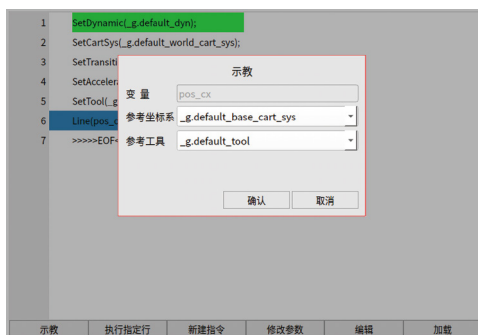 1 SetDynamic(_g.default_dyn);
2 SetCartSys(_g.default_world_cart_sys);
3 SetTransiti
4 SetAccelera
5 SetTool(_g
6 Line(pos_c
7 >>>>>EOF<
示教
变 量 pos_cx
参考坐标系 _g.default_base_cart_sys
参考工具 _g.default_tool
确认 取消
示教 执行指定行 新建指令 修改参数 编辑 加载